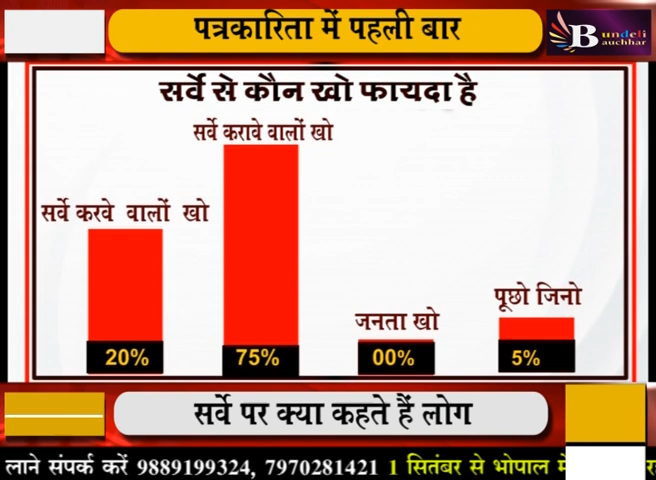 पत्रकारिता में पहली बार
Bundeli
Bauchhar
सर्वे से कौन खो फायदा है
सर्वे करावे वालों खो
सर्वे करवे वालों खो
पूछो जिनो
जनता खो
20%
75%
00%
5%
सर्वे पर क्या कहते हैं लोग
लाने संपर्क करें 9889199324, 7970281421 1 सितंबर से भोपाल